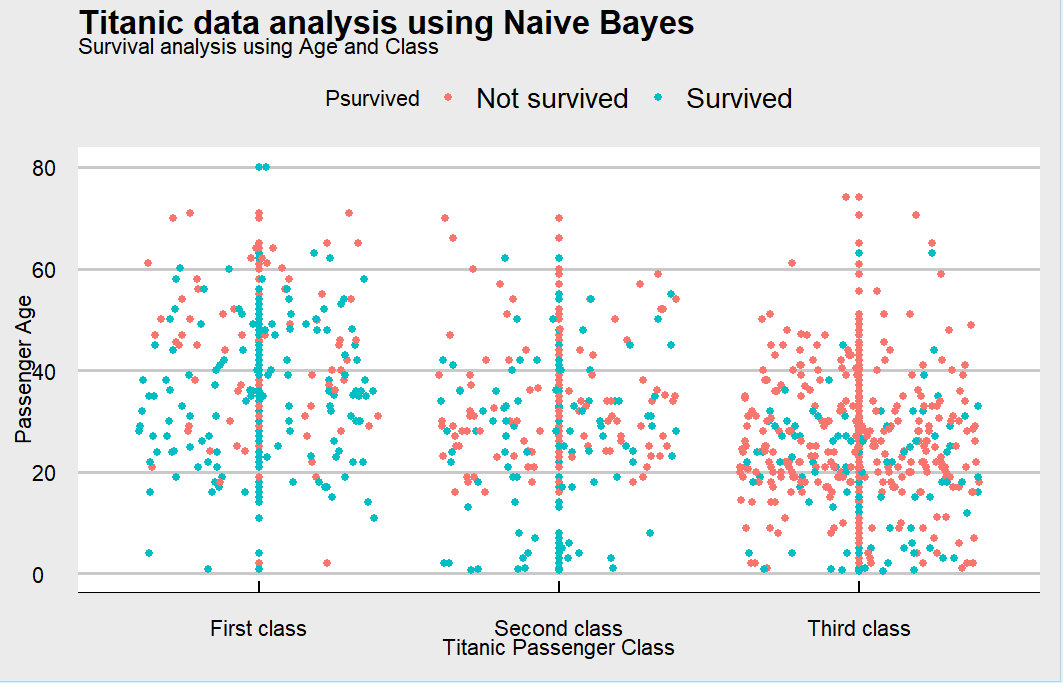 Titanic data analysis using Naive Bayes
Survival analysis using Age and Class
Psurvived Not survived Survived
80
60
40
20
0
Passenger Age
First class Second class Third class
Titanic Passenger Class